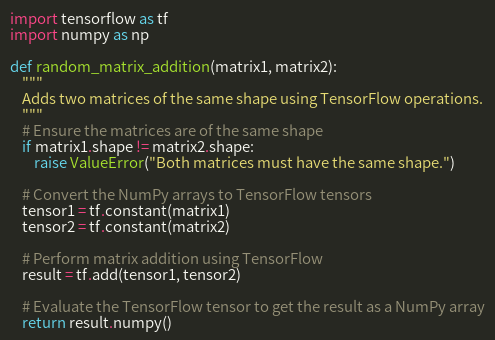 import tensorflow as tf
import numpy as np

def random_matrix_addition(matrix1, matrix2):
    """
    Adds two matrices of the same shape using TensorFlow operations.
    """
    # Ensure the matrices are of the same shape
    if matrix1.shape != matrix2.shape:
        raise ValueError("Both matrices must have the same shape.")

    # Convert the NumPy arrays to TensorFlow tensors
    tensor1 = tf.constant(matrix1)
    tensor2 = tf.constant(matrix2)

    # Perform matrix addition using TensorFlow
    result = tf.add(tensor1, tensor2)

    # Evaluate the TensorFlow tensor to get the result as a NumPy array
    return result.numpy()